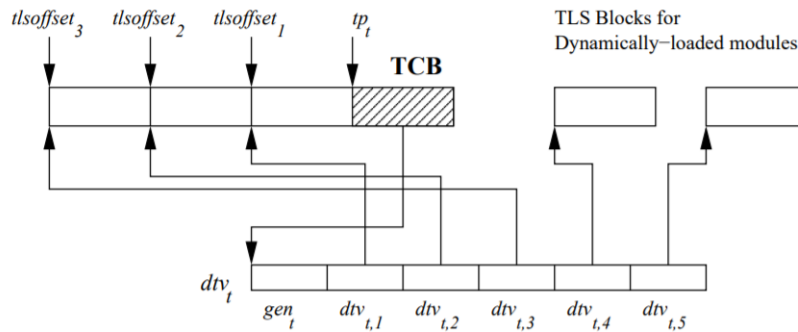 tlsoffset₃ tlsoffset₂ tlsoffset₁ tpₜ
TLS Blocks for
Dynamically−loaded modules
TCB
dtvₜ
genₜ dtvₜ,₁ dtvₜ,₂ dtvₜ,₃ dtvₜ,₄ dtvₜ,₅